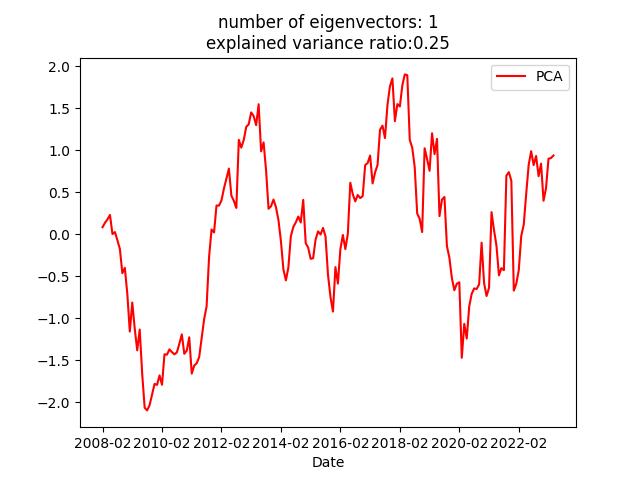 number of eigenvectors: 1
explained variance ratio:0.25
PCA
2.0
1.5
1.0
0.5
0.0
−0.5
−1.0
−1.5
−2.0
2008-02 2010-02 2012-02 2014-02 2016-02 2018-02 2020-02 2022-02
Date